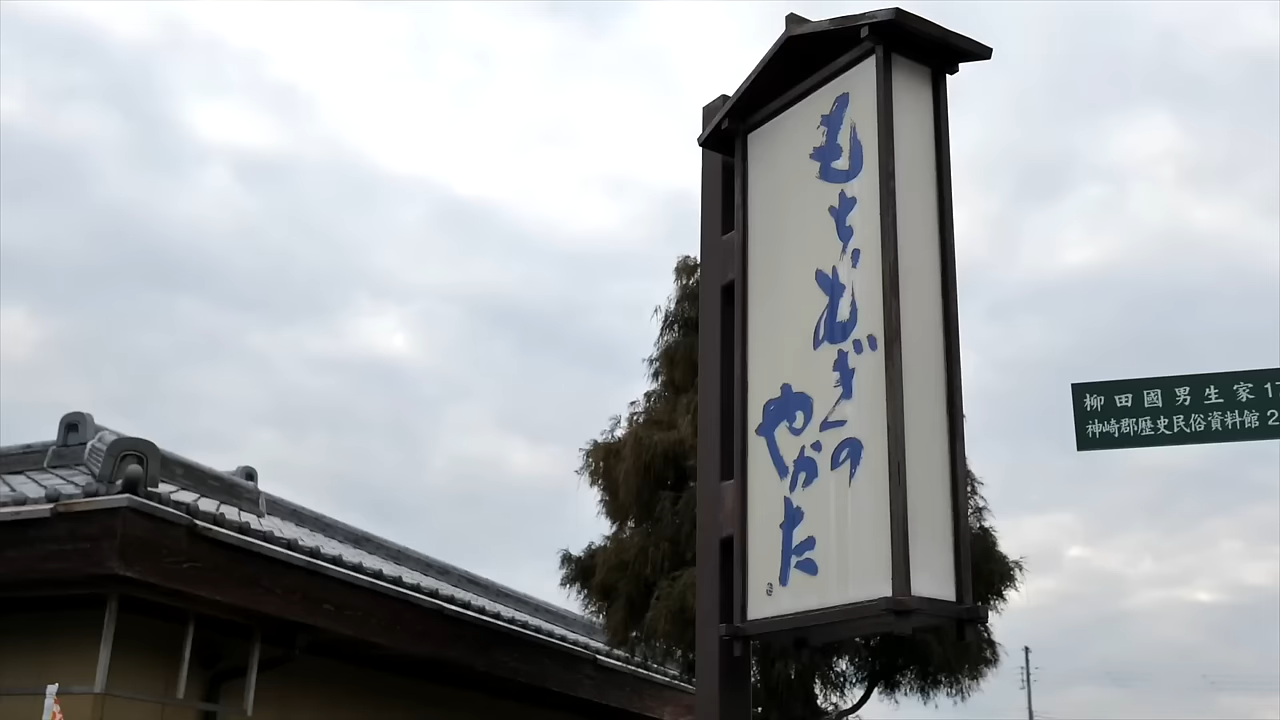 もちむぎの
やかた
柳田國男生家
神崎郡歴史民俗資料館 2